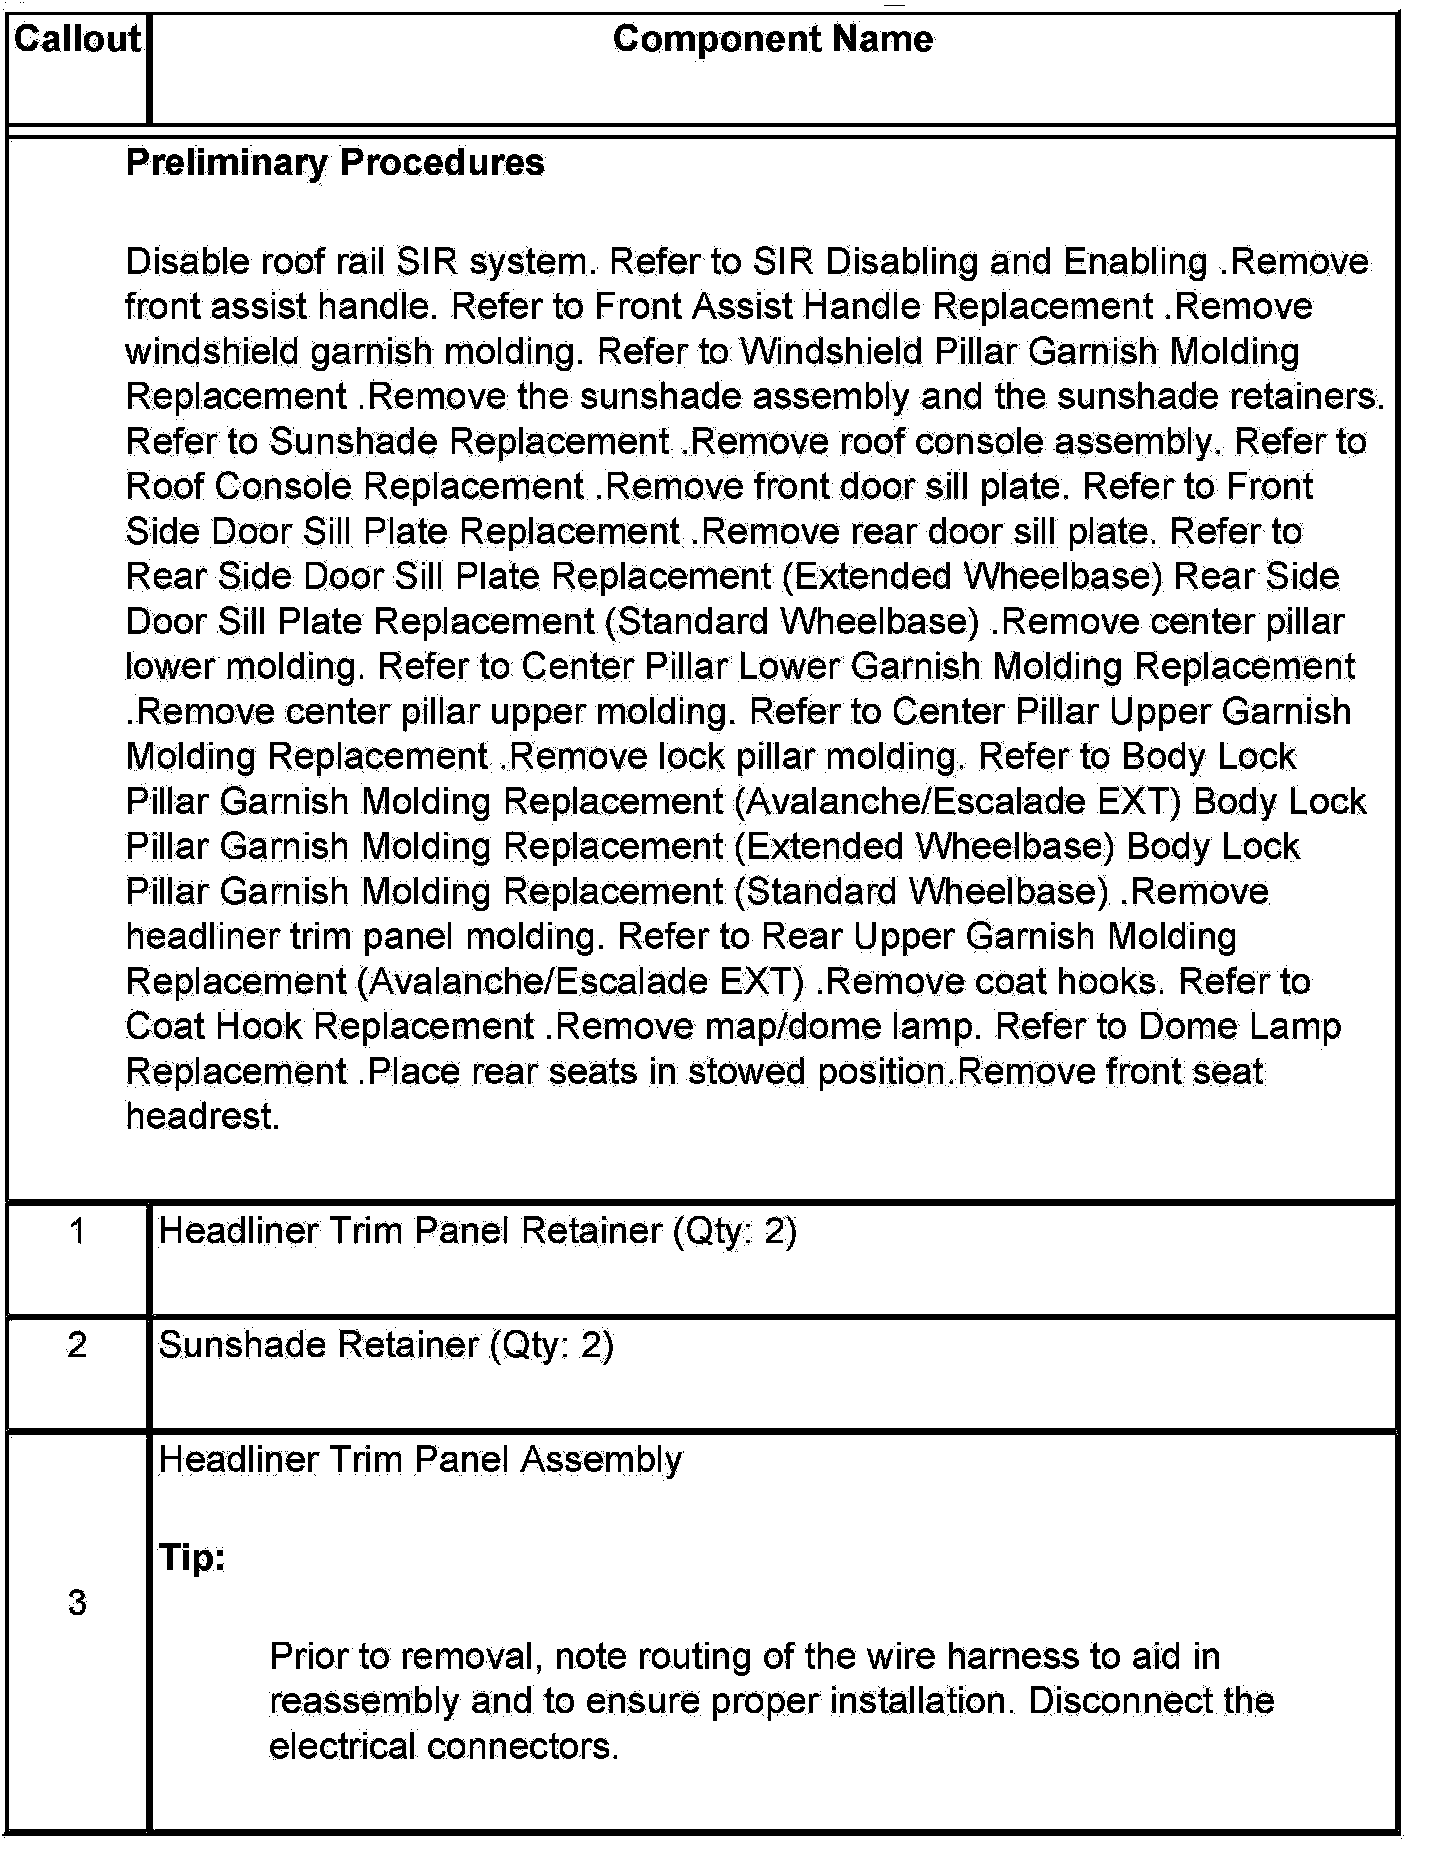 Callout Component Name
Preliminary Procedures
Disable roof rail SIR system. Refer to SIR Disabling and Enabling .Remove
front assist handle. Refer to Front Assist Handle Replacement .Remove
windshield garnish molding. Refer to Windshield Pillar Garnish Molding
Replacement .Remove the sunshade assembly and the sunshade retainers.
Refer to Sunshade Replacement .Remove roof console assembly. Refer to
Roof Console Replacement .Remove front door sill plate. Refer to Front
Side Door Sill Plate Replacement .Remove rear door sill plate. Refer to
Rear Side Door Sill Plate Replacement (Extended Wheelbase) Rear Side
Door Sill Plate Replacement (Standard Wheelbase) .Remove center pillar
lower molding. Refer to Center Pillar Lower Garnish Molding Replacement
.Remove center pillar upper molding. Refer to Center Pillar Upper Garnish
Molding Replacement .Remove lock pillar molding. Refer to Body Lock
Pillar Garnish Molding Replacement (Avalanche/Escalade EXT) Body Lock
Pillar Garnish Molding Replacement (Extended Wheelbase) Body Lock
Pillar Garnish Molding Replacement (Standard Wheelbase) .Remove
headliner trim panel molding. Refer to Rear Upper Garnish Molding
Replacement (Avalanche/Escalade EXT) .Remove coat hooks. Refer to
Coat Hook Replacement .Remove map/dome lamp. Refer to Dome Lamp
Replacement .Place rear seats in stowed position.Remove front seat
headrest.
1 Headliner Trim Panel Retainer (Qty: 2)
2 Sunshade Retainer (Qty: 2)
Headliner Trim Panel Assembly
Tip:
3
Prior to removal, note routing of the wire harness to aid in
reassembly and to ensure proper installation. Disconnect the
electrical connectors.